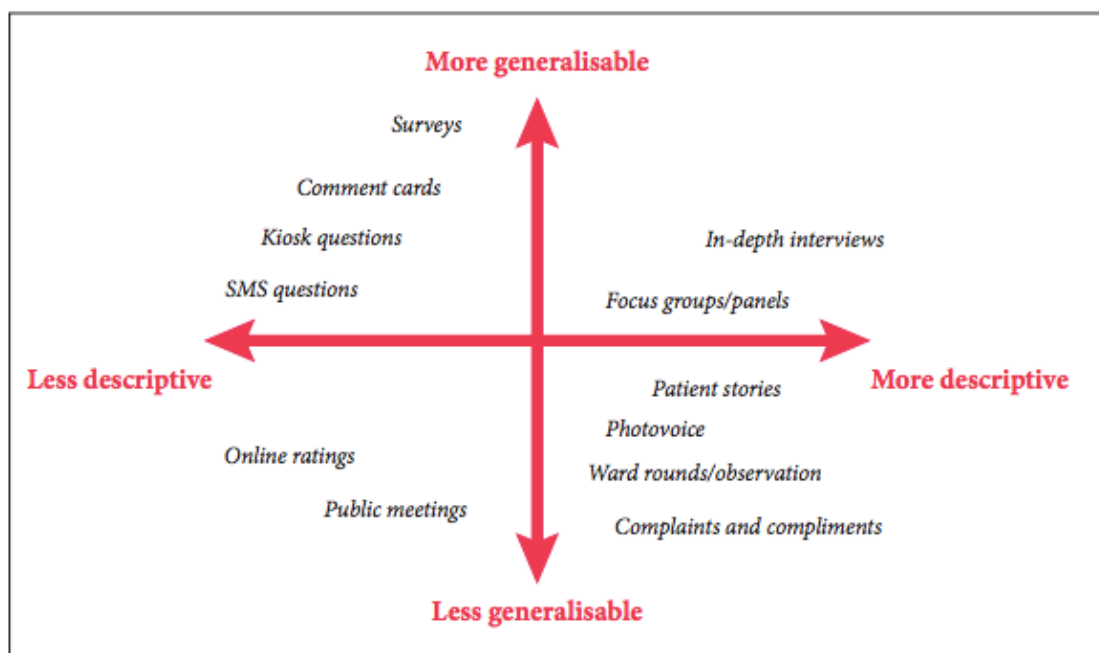 More generalisable
Surveys
Comment cards
Kiosk questions
In-depth interviews
SMS questions
Focus groups/panels
Less descriptive
More descriptive
Patient stories
Photovoice
Online ratings
Ward rounds/observation
Public meetings
Complaints and compliments
Less generalisable